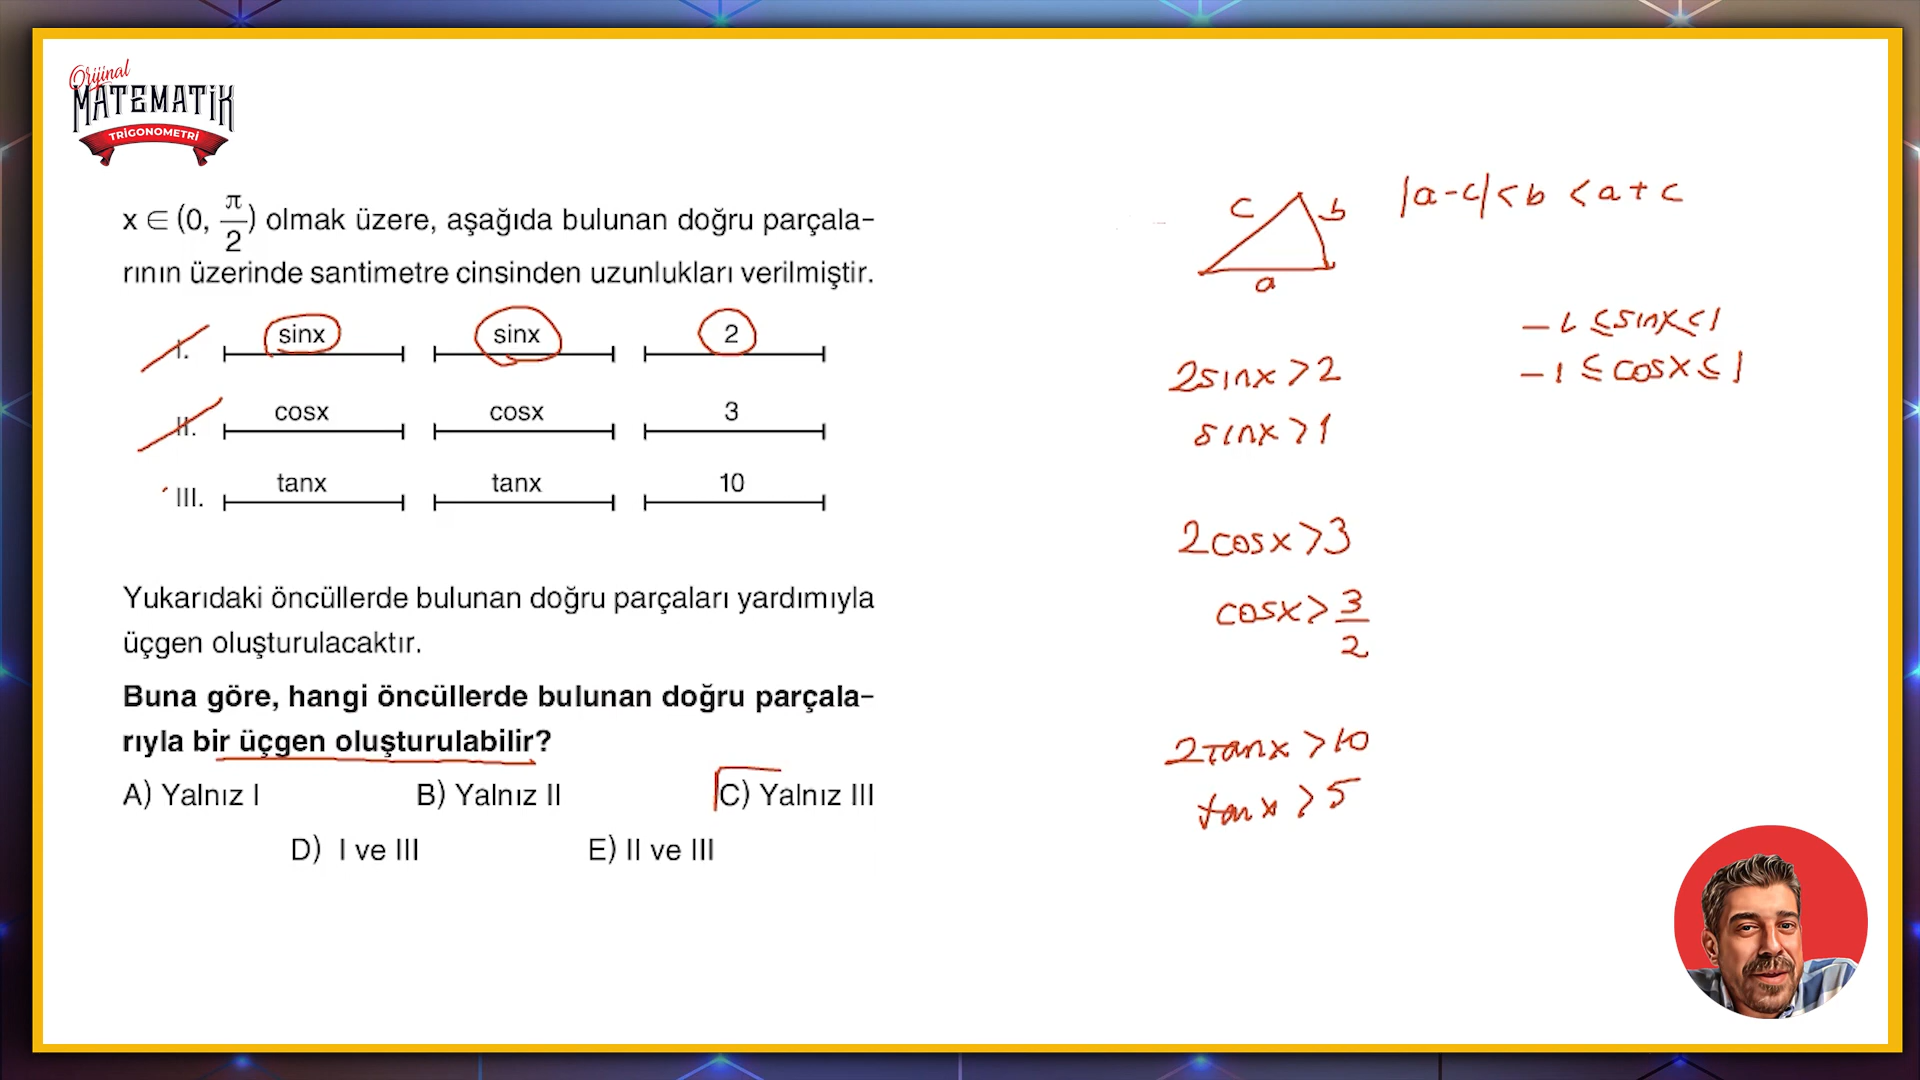 Orijinal
MATEMATİK
TRİGONOMETRİ
x ∈ (0, π/2) olmak üzere, aşağıda bulunan doğru parçala-
rının üzerinde santimetre cinsinden uzunlukları verilmiştir.
I. sinx sinx 2
II. cosx cosx 3
III. tanx tanx 10
Yukarıdaki öncüllerde bulunan doğru parçaları yardımıyla
üçgen oluşturulacaktır.
Buna göre, hangi öncüllerde bulunan doğru parçala-
rıyla bir üçgen oluşturulabilir?
A) Yalnız I B) Yalnız II C) Yalnız III
D) I ve III E) II ve III
c b
a
|a-c| < b < a + c
-1 ≤ sinx ≤ 1
-1 ≤ cosx ≤ 1
2sinx > 2
sinx > 1
2cosx > 3
cosx > 3/2
2tanx > 10
tanx > 5